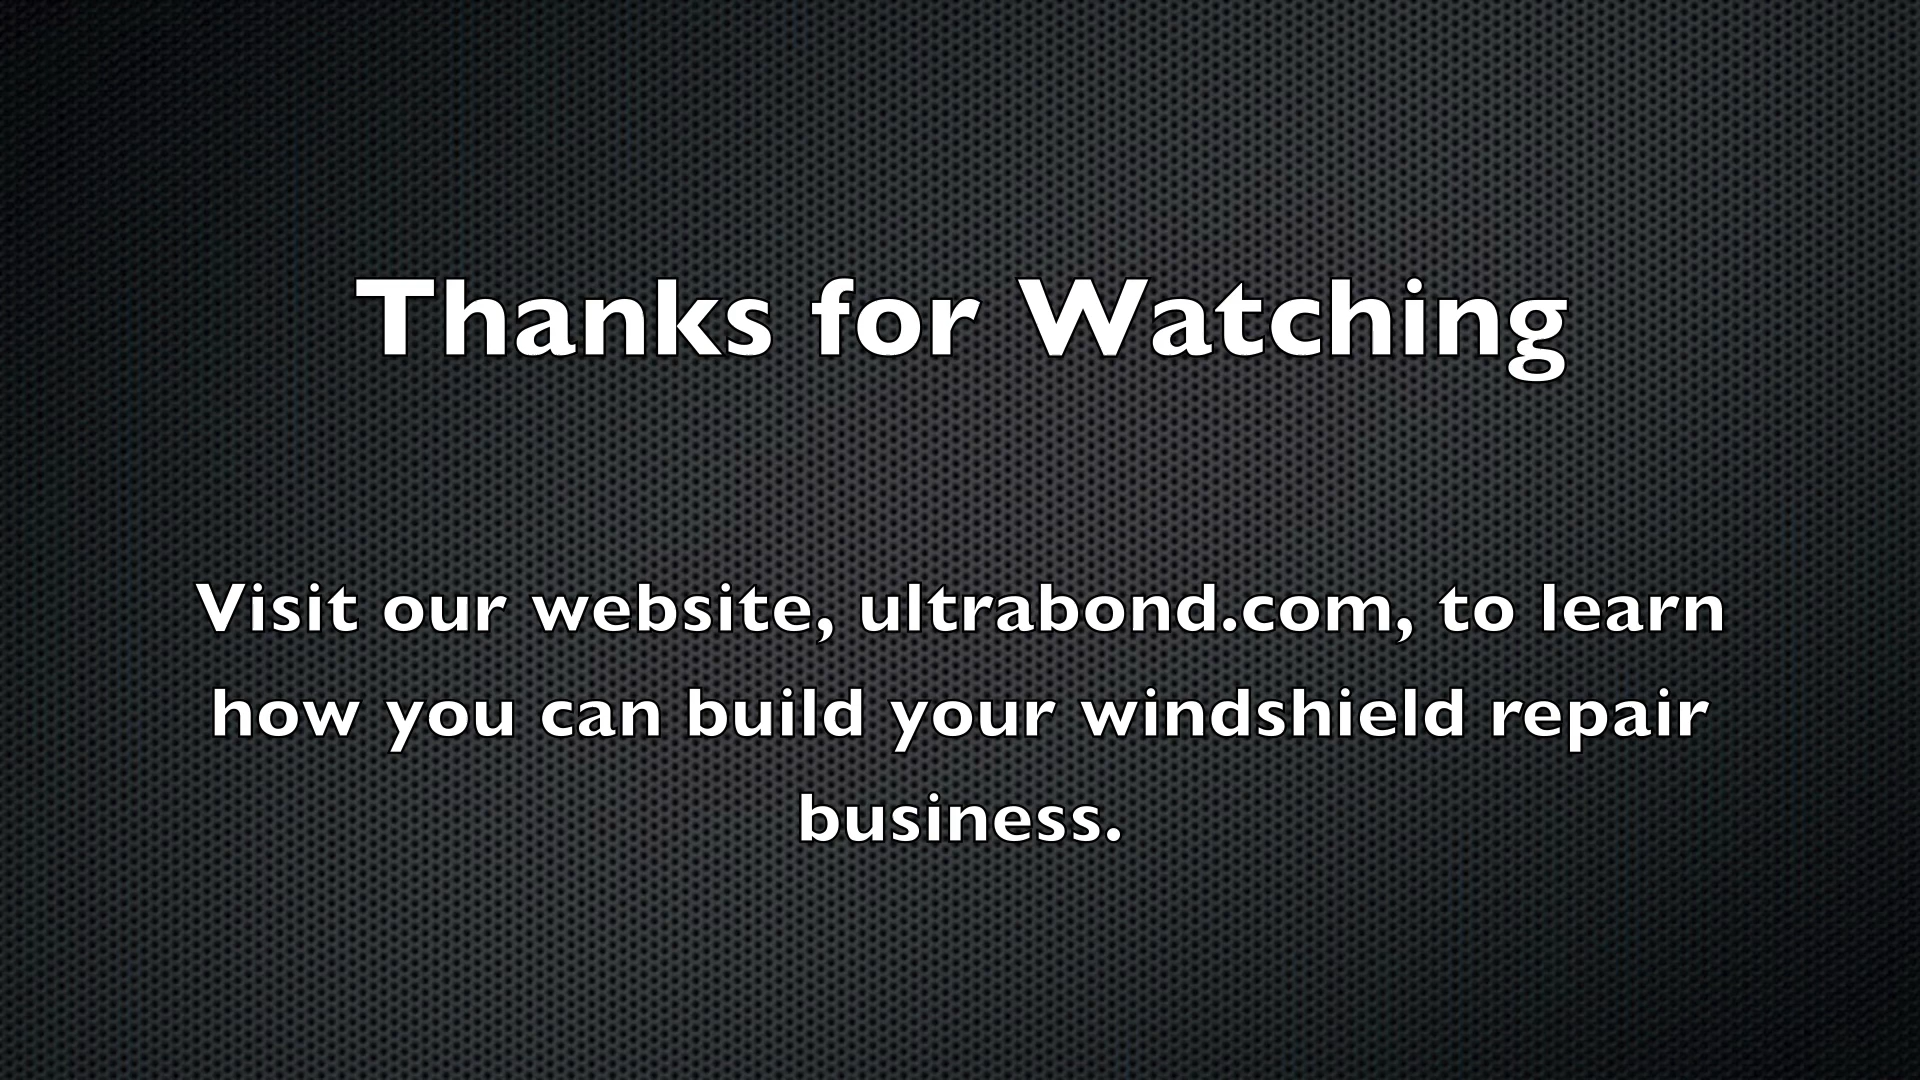 Thanks for Watching
Visit our website, ultrabond.com, to learn
how you can build your windshield repair
business.